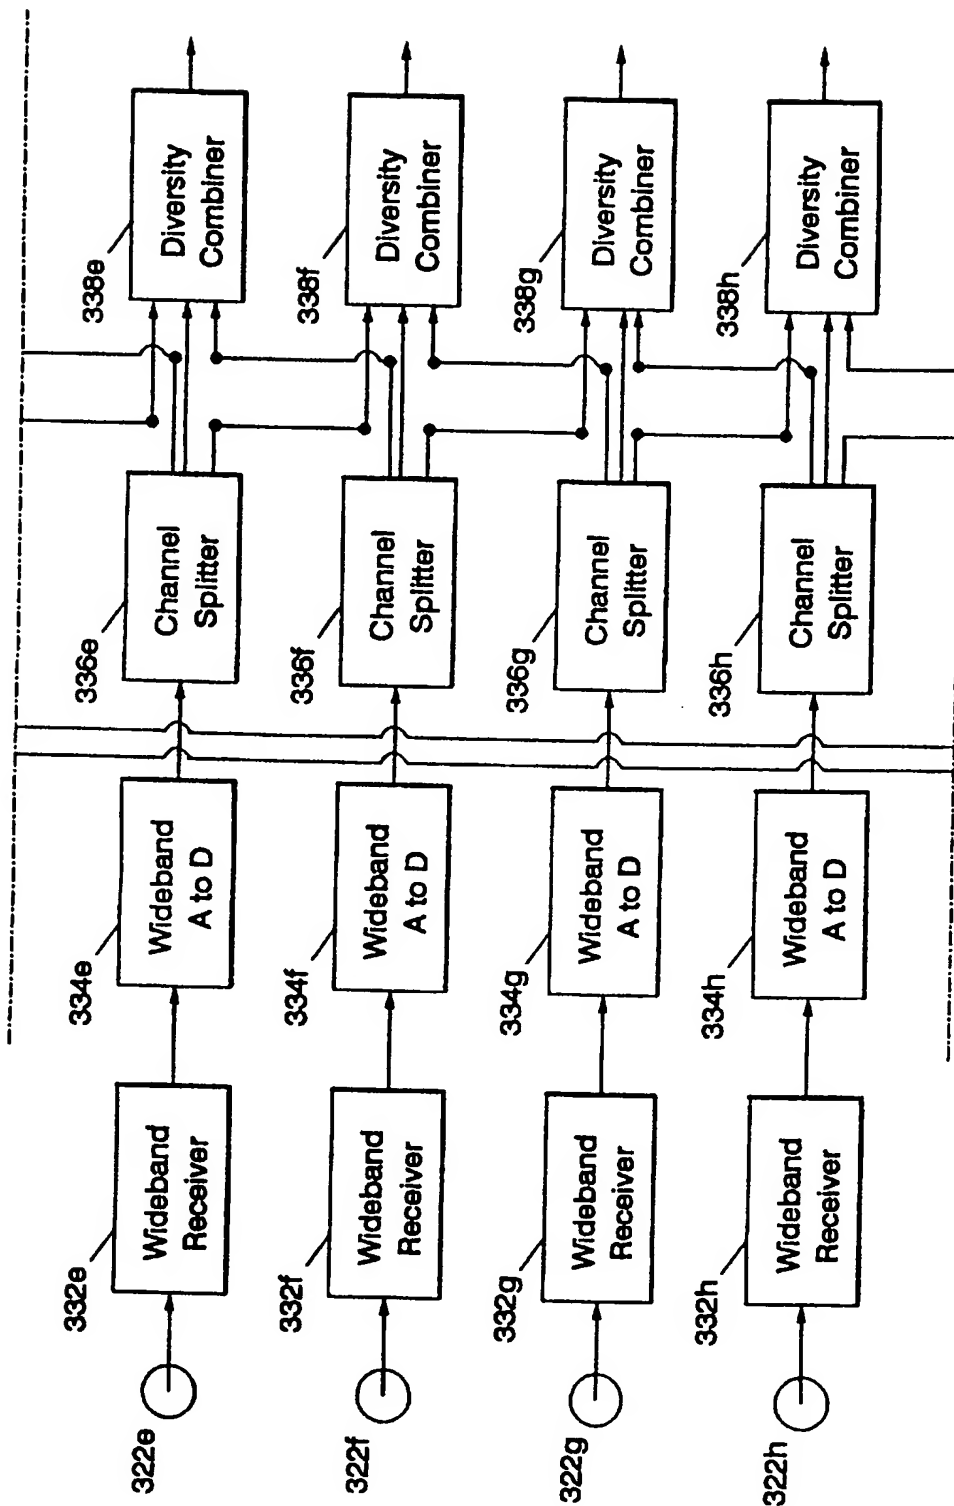 322e
332e
Wideband
Receiver
334e
Wideband
A to D
336e
Channel
Splitter
338e
Diversity
Combiner
322f
332f
Wideband
Receiver
334f
Wideband
A to D
336f
Channel
Splitter
338f
Diversity
Combiner
322g
332g
Wideband
Receiver
334g
Wideband
A to D
336g
Channel
Splitter
338g
Diversity
Combiner
322h
332h
Wideband
Receiver
334h
Wideband
A to D
336h
Channel
Splitter
338h
Diversity
Combiner